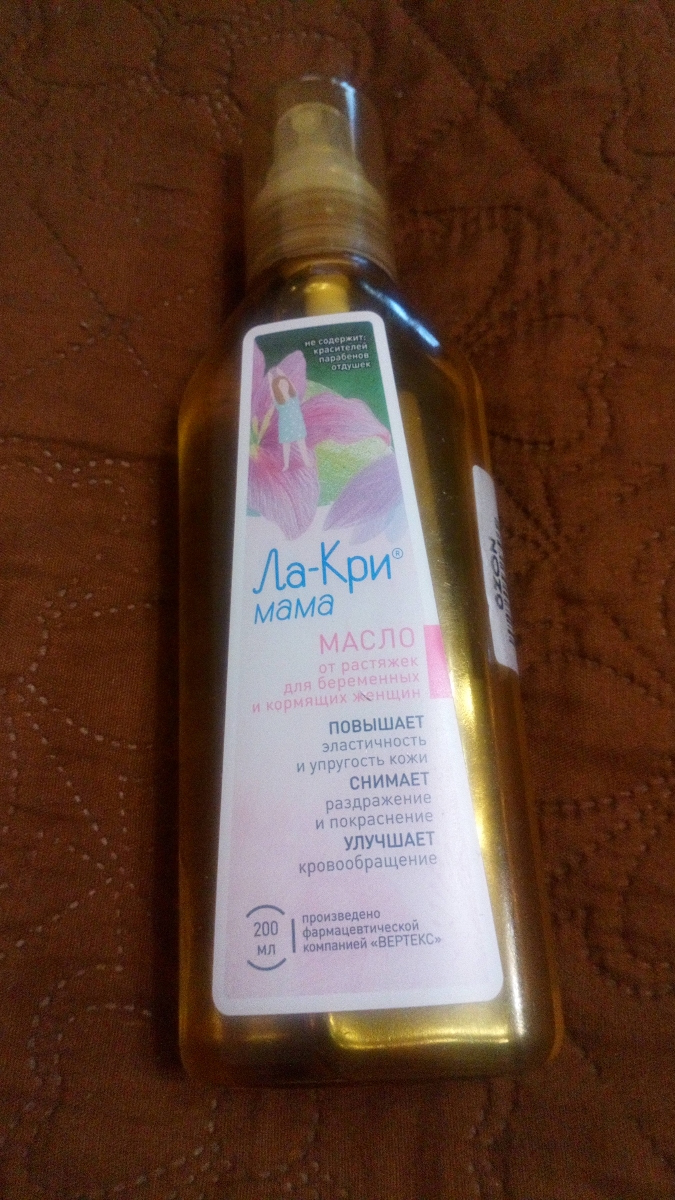 не содержит:
красителей
парабенов
отдушек
Ла-Кри®
мама
МАСЛО
от растяжек
для беременных
и кормящих женщин
ПОВЫШАЕТ
эластичность
и упругость кожи
СНИМАЕТ
раздражение
и покраснение
УЛУЧШАЕТ
кровообращение
200
мл
произведено
фармацевтической
компанией «ВЕРТЕКС»
OZON